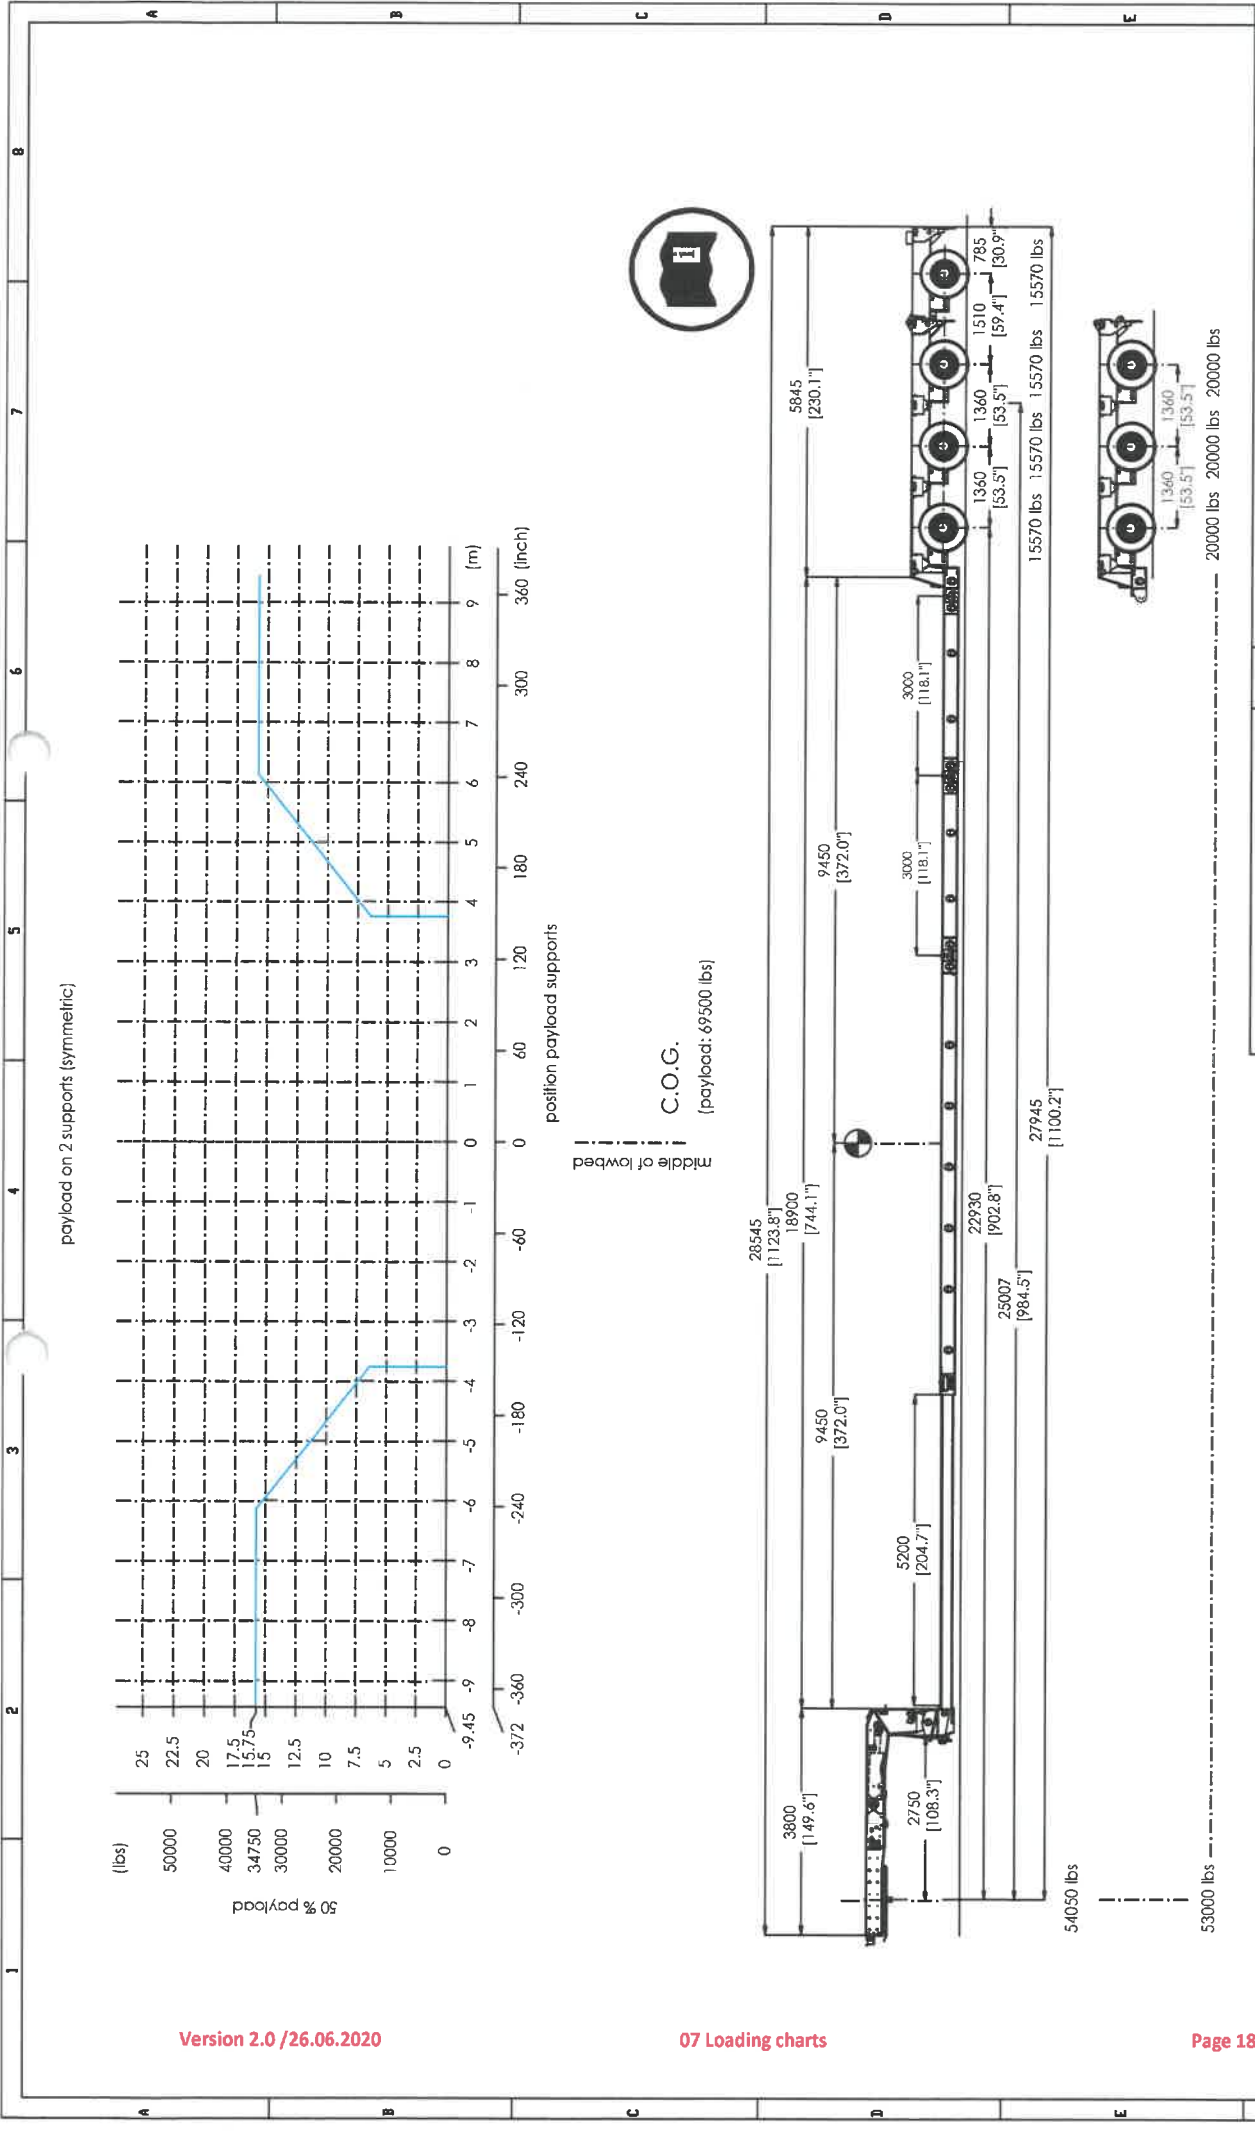 8
7
6
5
4
3
2
1
A
B
C
D
E
payload on 2 supports (symmetric)
(lbs)
50000
40000
34750
30000
20000
10000
0
50 % payload
25
22.5
20
17.5
15.75
15
12.5
10
7.5
5
2.5
0
-9.45 -9 -8 -7 -6 -5 -4 -3 -2 -1 0 1 2 3 4 5 6 7 8 9 (m)
-372 -360 -300 -240 -180 -120 -60 0 60 120 180 240 300 360 (inch)
position payload supports
middle of lowbed
C.O.G.
(payload: 69500 lbs)
i
28545
[1123.8"]
3800
[149.6"]
18900
[744.1"]
5845
[230.1"]
9450
[372.0"]
9450
[372.0"]
5200
[204.7"]
3000
[118.1"]
3000
[118.1"]
2750
[108.3"]
22930
[902.8"]
1360
[53.5"]
1360
[53.5"]
1510
[59.4"]
785
[30.9"]
25007
[984.5"]
27945
[1100.2"]
54050 lbs
15570 lbs 15570 lbs 15570 lbs 15570 lbs
1360
[53.5"]
1360
[53.5"]
53000 lbs
20000 lbs 20000 lbs 20000 lbs
Version 2.0 /26.06.2020
07 Loading charts
Page 18
A
B
C
D
E